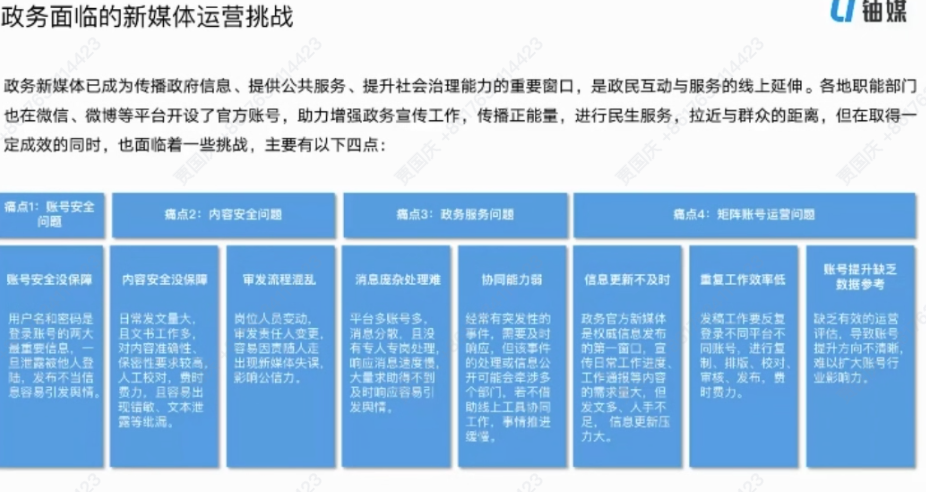 政务面临的新媒体运营挑战
铀媒
政务新媒体已成为传播政府信息、提供公共服务、提升社会治理能力的重要窗口，是政民互动与服务的线上延伸。各地职能部门
也在微信、微博等平台开设了官方账号，助力增强政务宣传工作，传播正能量，进行民生服务，拉近与群众的距离，但在取得一
定成效的同时，也面临着一些挑战，主要有以下四点：
痛点1：账号安全
问题
痛点2：内容安全问题
痛点3：政务服务问题
痛点4：矩阵账号运营问题
账号安全没保障
用户名和密码是
登录账号的两大
最重要信息，一
旦泄露被他人登
陆，发布不当信
息容易引发舆情。
内容安全没保障
日常发文量大，
且文书工作多，
对内容准确性、
保密性要求较高，
人工校对，费时
费力，且容易出
现错敏、文本泄
露等纰漏。
审发流程混乱
岗位人员变动，
审发责任人变更，
容易因责随人走
出现新媒体失误，
影响公信力。
消息庞杂处理难
平台多账号多，
消息分散，且没
有专人专岗处理，
响应消息速度慢，
大量求助得不到
及时响应容易引
发舆情。
协同能力弱
经常有突发性的
事件，需要及时
响应，但该事件
的处理或信息公
开可能会牵涉多
个部门，若不借
助线上工具协同
工作，事情推进
缓慢。
信息更新不及时
政务官方新媒体
是权威信息发布
的第一窗口，宣
传日常工作进度、
工作通报等内容
的需求量大，但
发文多、人手不
足，信息更新压
力大。
重复工作效率低
发稿工作要反复
登录不同平台不
同账号，进行复
制、排版、校对、
审核、发布，费
时费力。
账号提升缺乏
数据参考
缺乏有效的运营
评估，导致账号
提升方向不清晰，
难以扩大账号行
业影响力。